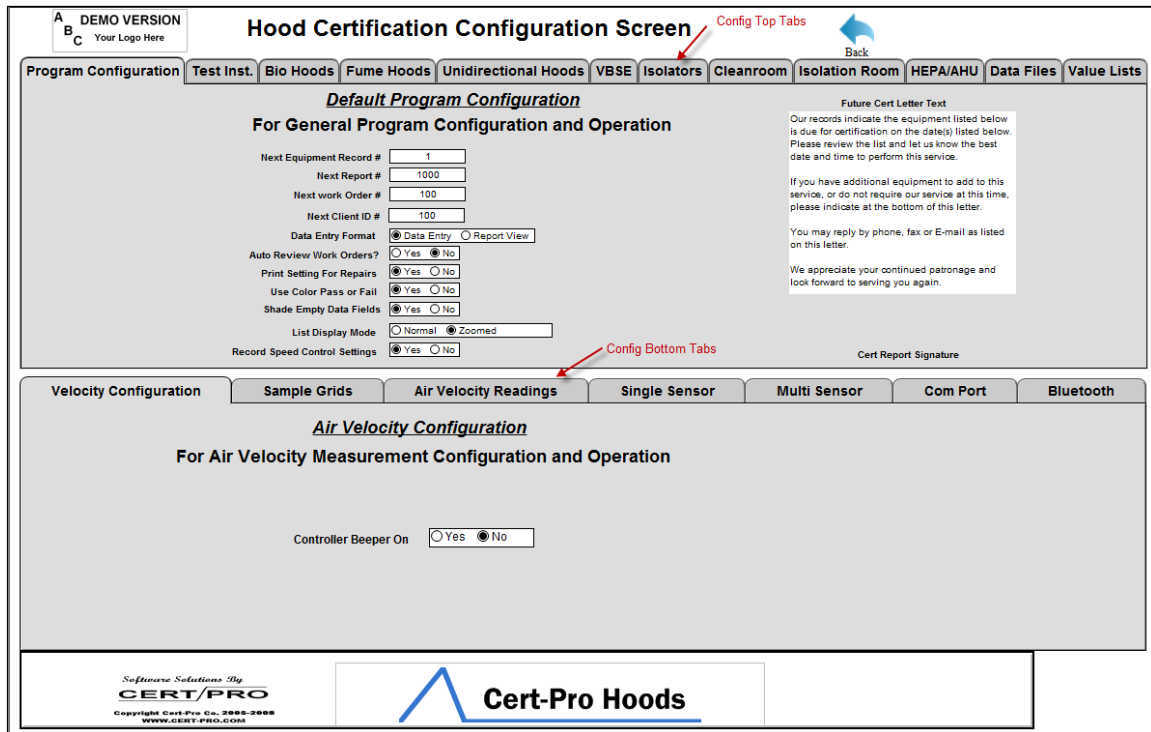 A B C DEMO VERSION
Your Logo Here
Hood Certification Configuration Screen
Config Top Tabs
Back
Program Configuration Test Inst. Bio Hoods Fume Hoods Unidirectional Hoods VBSE Isolators Cleanroom Isolation Room HEPA/AHU Data Files Value Lists
Default Program Configuration
For General Program Configuration and Operation
Next Equipment Record # 1
Next Report # 1000
Next work Order # 100
Next Client ID # 100
Data Entry Format Data Entry Report View
Auto Review Work Orders? Yes No
Print Setting For Repairs Yes No
Use Color Pass or Fail Yes No
Shade Empty Data Fields Yes No
List Display Mode Normal Zoomed
Record Speed Control Settings Yes No
Future Cert Letter Text
Our records indicate the equipment listed below
is due for certification on the date(s) listed below.
Please review the list and let us know the best
date and time to perform this service.
If you have additional equipment to add to this
service, or do not require our service at this time,
please indicate at the bottom of this letter.
You may reply by phone, fax or E-mail as listed
on this letter.
We appreciate your continued patronage and
look forward to serving you again.
Cert Report Signature
Config Bottom Tabs
Velocity Configuration Sample Grids Air Velocity Readings Single Sensor Multi Sensor Com Port Bluetooth
Air Velocity Configuration
For Air Velocity Measurement Configuration and Operation
Controller Beeper On Yes No
Software Solutions By
CERT/PRO
Copyright Cert-Pro Co. 2005-2008
WWW.CERT-PRO.COM
Cert-Pro Hoods